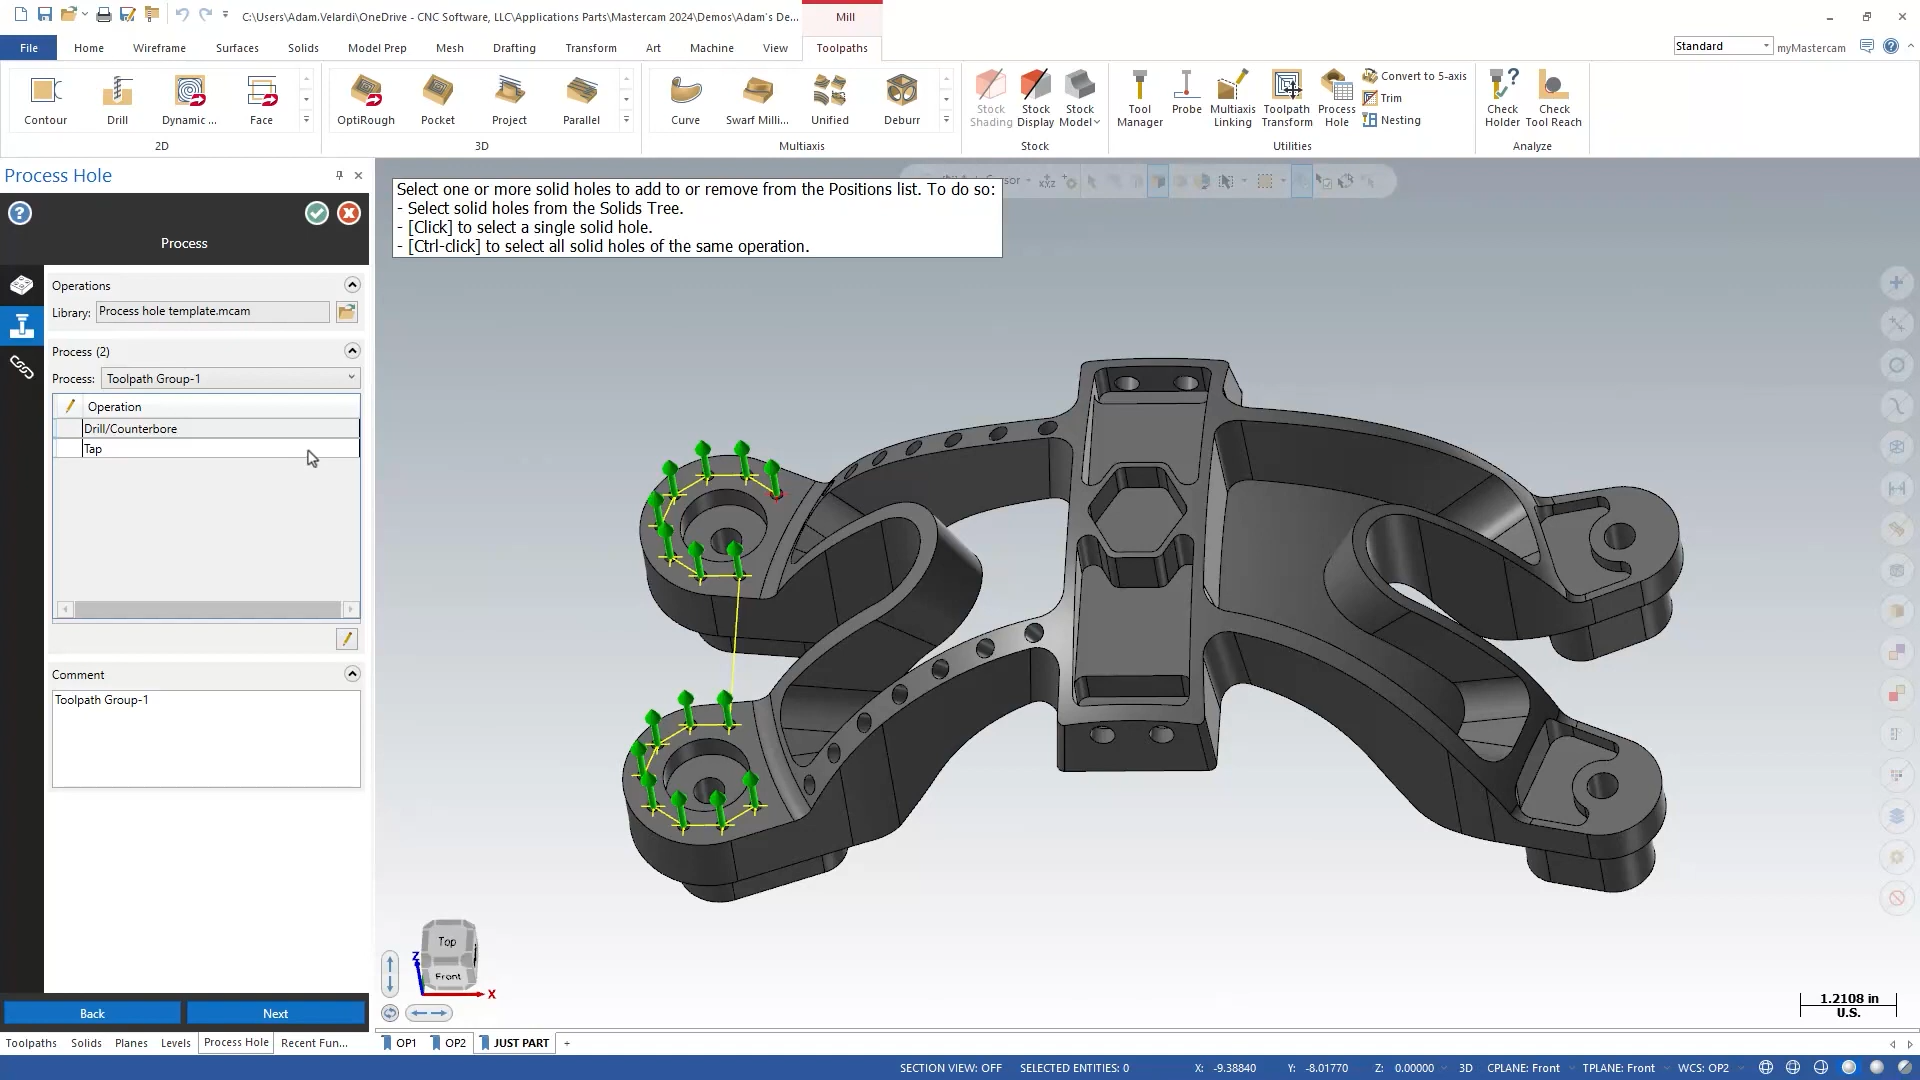 C:\Users\Adam.Velardi\OneDrive - CNC Software, LLC\Applications Parts\Mastercam 2024\Demos\Adam's De...
Mill
File
Home
Wireframe
Surfaces
Solids
Model Prep
Mesh
Drafting
Transform
Art
Machine
View
Toolpaths
Standard
myMastercam
Contour
Drill
Dynamic ...
Face
2D
OptiRough
Pocket
Project
Parallel
3D
Curve
Swarf Milli...
Unified
Deburr
Multiaxis
Stock Shading
Stock Display
Stock Model
Stock
Tool Manager
Probe
Multiaxis Linking
Toolpath Transform
Process Hole
Convert to 5-axis
Trim
Nesting
Utilities
Check Holder
Check Tool Reach
Analyze
Process Hole
Process
Operations
Library: Process hole template.mcam
Process (2)
Process: Toolpath Group-1
Operation
Drill/Counterbore
Tap
Comment
Toolpath Group-1
Back
Next
Select one or more solid holes to add to or remove from the Positions list. To do so:
- Select solid holes from the Solids Tree.
- [Click] to select a single solid hole.
- [Ctrl-click] to select all solid holes of the same operation.
Top
Front
Z
X
1.2108 in
U.S.
Toolpaths
Solids
Planes
Levels
Process Hole
Recent Fun...
OP1
OP2
JUST PART
+
SECTION VIEW: OFF
SELECTED ENTITIES: 0
X: -9.38840
Y: -8.01770
Z: 0.00000
3D
CPLANE: Front
TPLANE: Front
WCS: OP2